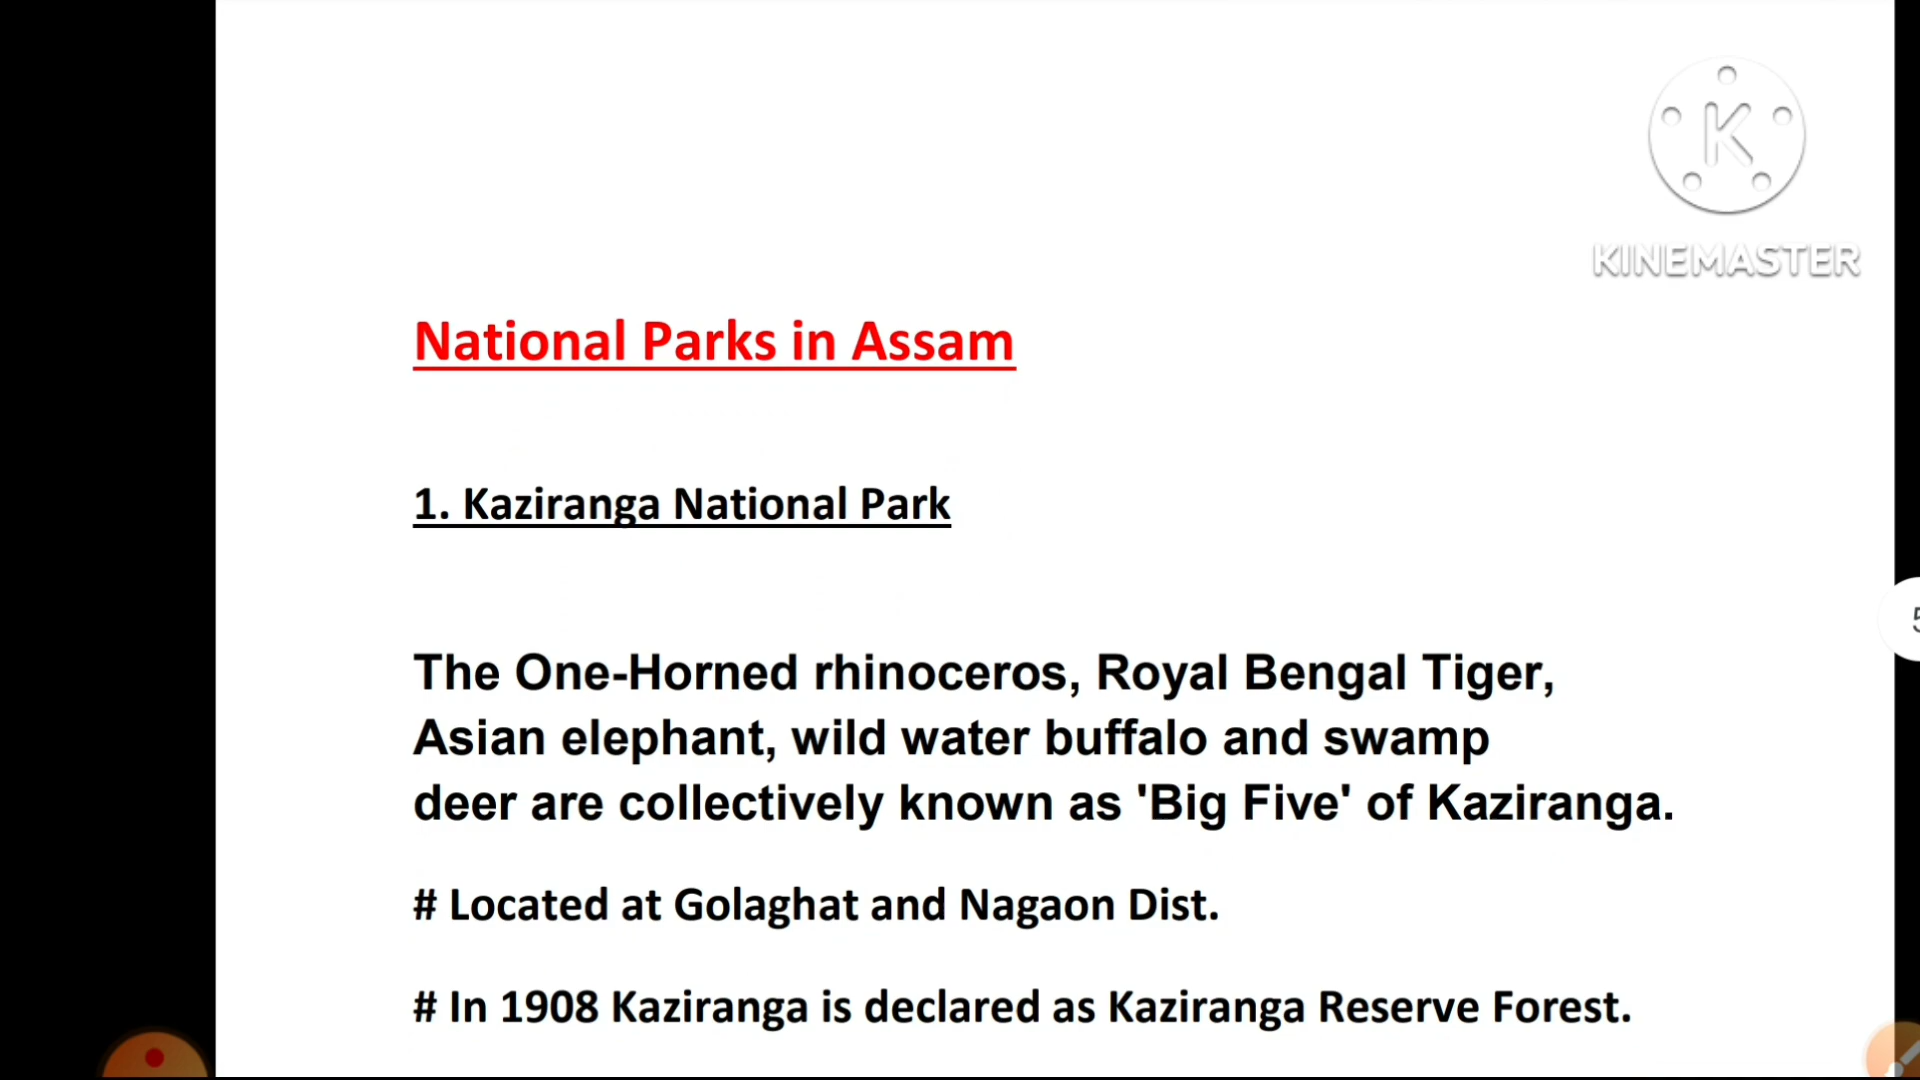 K
KINEMASTER
National Parks in Assam
1. Kaziranga National Park
The One-Horned rhinoceros, Royal Bengal Tiger,
Asian elephant, wild water buffalo and swamp
deer are collectively known as 'Big Five' of Kaziranga.
# Located at Golaghat and Nagaon Dist.
# In 1908 Kaziranga is declared as Kaziranga Reserve Forest.